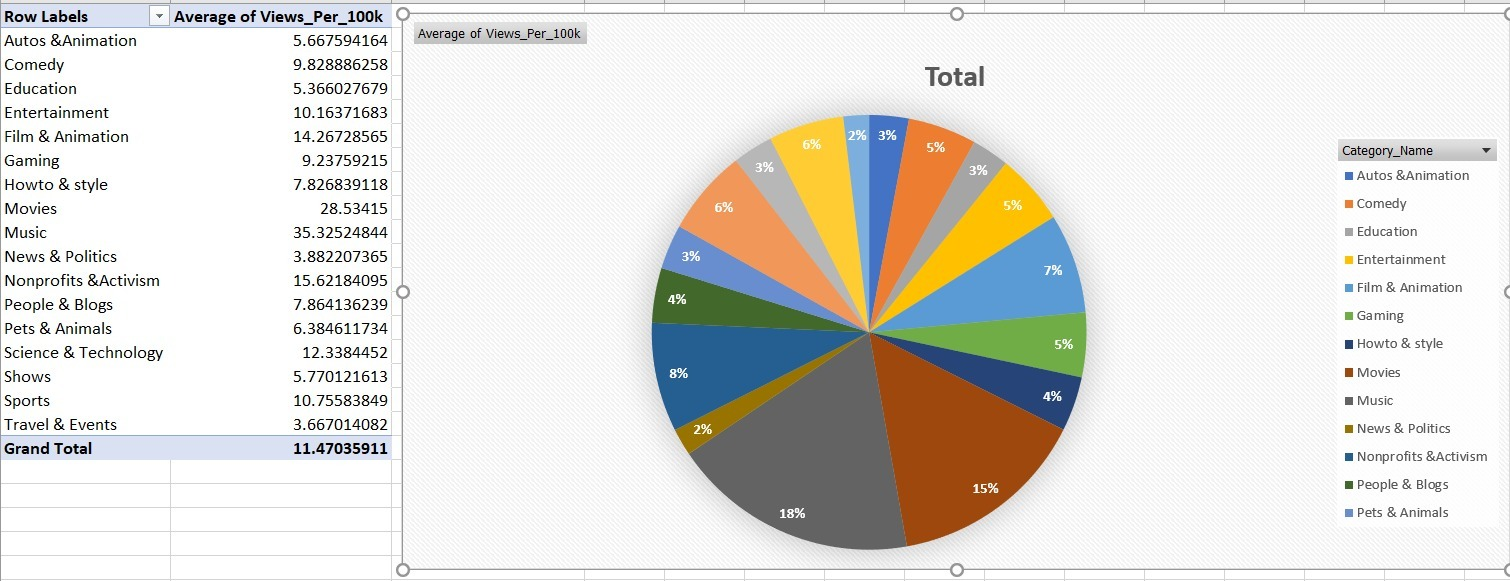 Row Labels Average of Views_Per_100k
Autos &Animation 5.667594164
Comedy 9.828886258
Education 5.366027679
Entertainment 10.16371683
Film & Animation 14.26728565
Gaming 9.23759215
Howto & style 7.826839118
Movies 28.53415
Music 35.32524844
News & Politics 3.882207365
Nonprofits &Activism 15.62184095
People & Blogs 7.864136239
Pets & Animals 6.384611734
Science & Technology 12.3384452
Shows 5.770121613
Sports 10.75583849
Travel & Events 3.667014082
Grand Total 11.47035911
Average of Views_Per_100k
Total
3%
5%
3%
5%
7%
5%
4%
15%
18%
2%
8%
4%
3%
6%
3%
6%
2%
Category_Name
Autos &Animation
Comedy
Education
Entertainment
Film & Animation
Gaming
Howto & style
Movies
Music
News & Politics
Nonprofits &Activism
People & Blogs
Pets & Animals